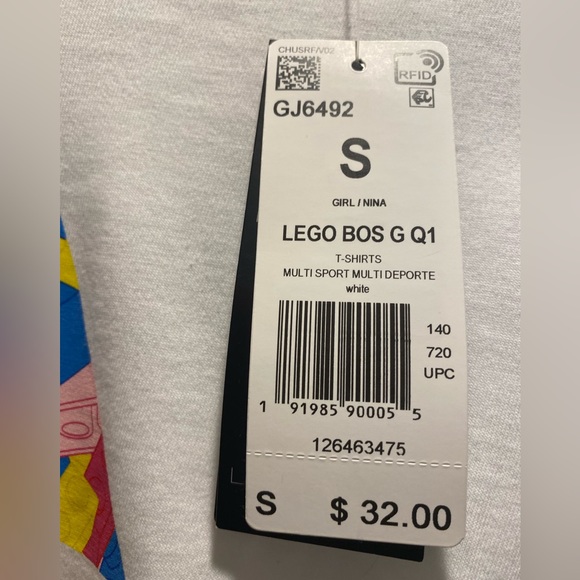 CHUSRF/VDZ
RFID
GJ6492
S
GIRL / NINA
LEGO BOS G Q1
T-SHIRTS
MULTI SPORT MULTI DEPORTE
white
140
720
UPC
1 91985 90005 5
126463475
S $ 32.00